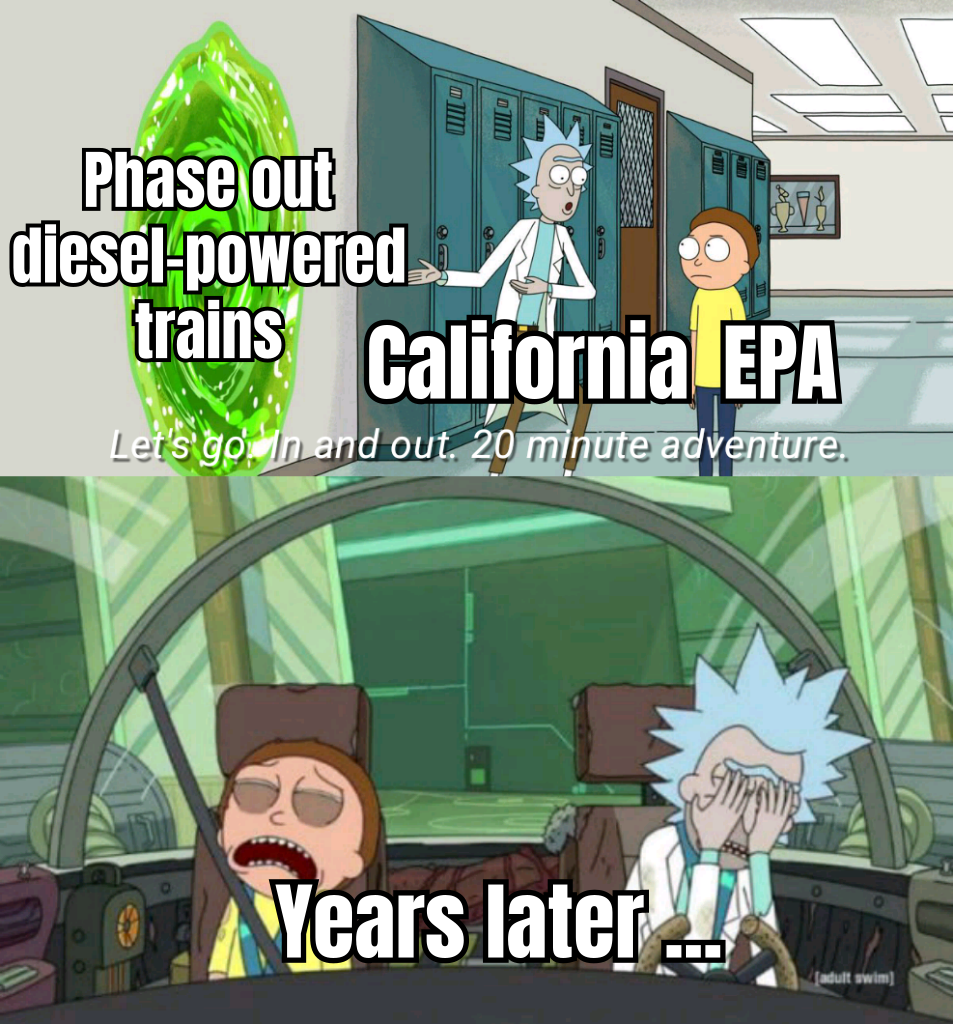 Phase out
diesel-powered
trains
California EPA
Let's go. In and out. 20 minute adventure.
Years later ...
[adult swim]